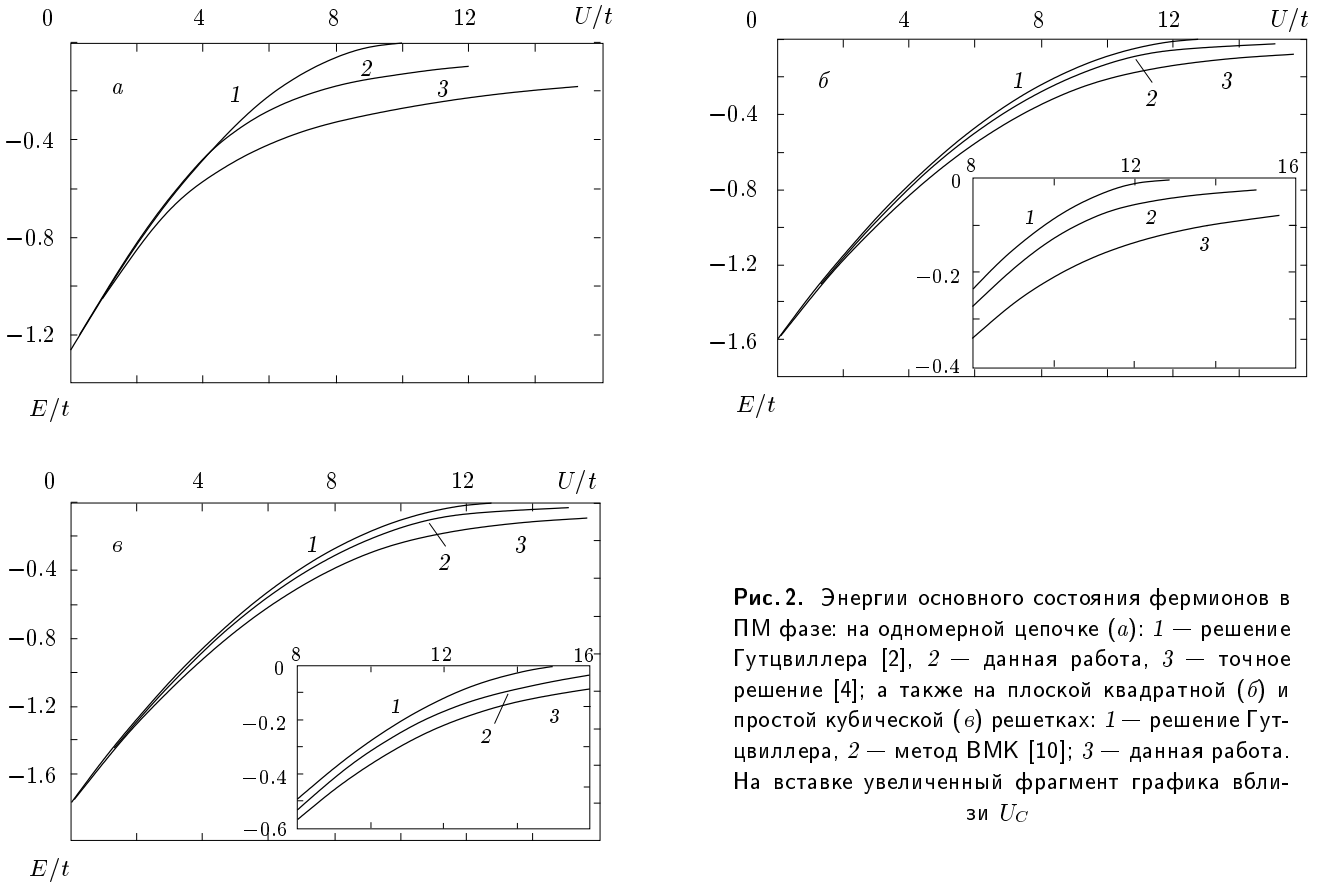 0 4 8 12 U/t
а
1
2
3
−0.4
−0.8
−1.2
E/t
0 4 8 12 U/t
б
1
2
3
−0.4
−0.8
−1.2
−1.6
8 12 16
0
1
2
3
−0.2
−0.4
E/t
0 4 8 12 U/t
в
1
2
3
−0.4
−0.8
−1.2
−1.6
8 12 16
0
1
2
3
−0.2
−0.4
−0.6
E/t
Рис.2. Энергии основного состояния фермионов в
ПМ фазе: на одномерной цепочке (а): 1 — решение
Гутцвиллера [2], 2 — данная работа, 3 — точное
решение [4]; а также на плоской квадратной (б) и
простой кубической (в) решетках: 1 — решение Гут-
цвиллера, 2 — метод ВМК [10]; 3 — данная работа.
На вставке увеличенный фрагмент графика вбли-
зи U_C